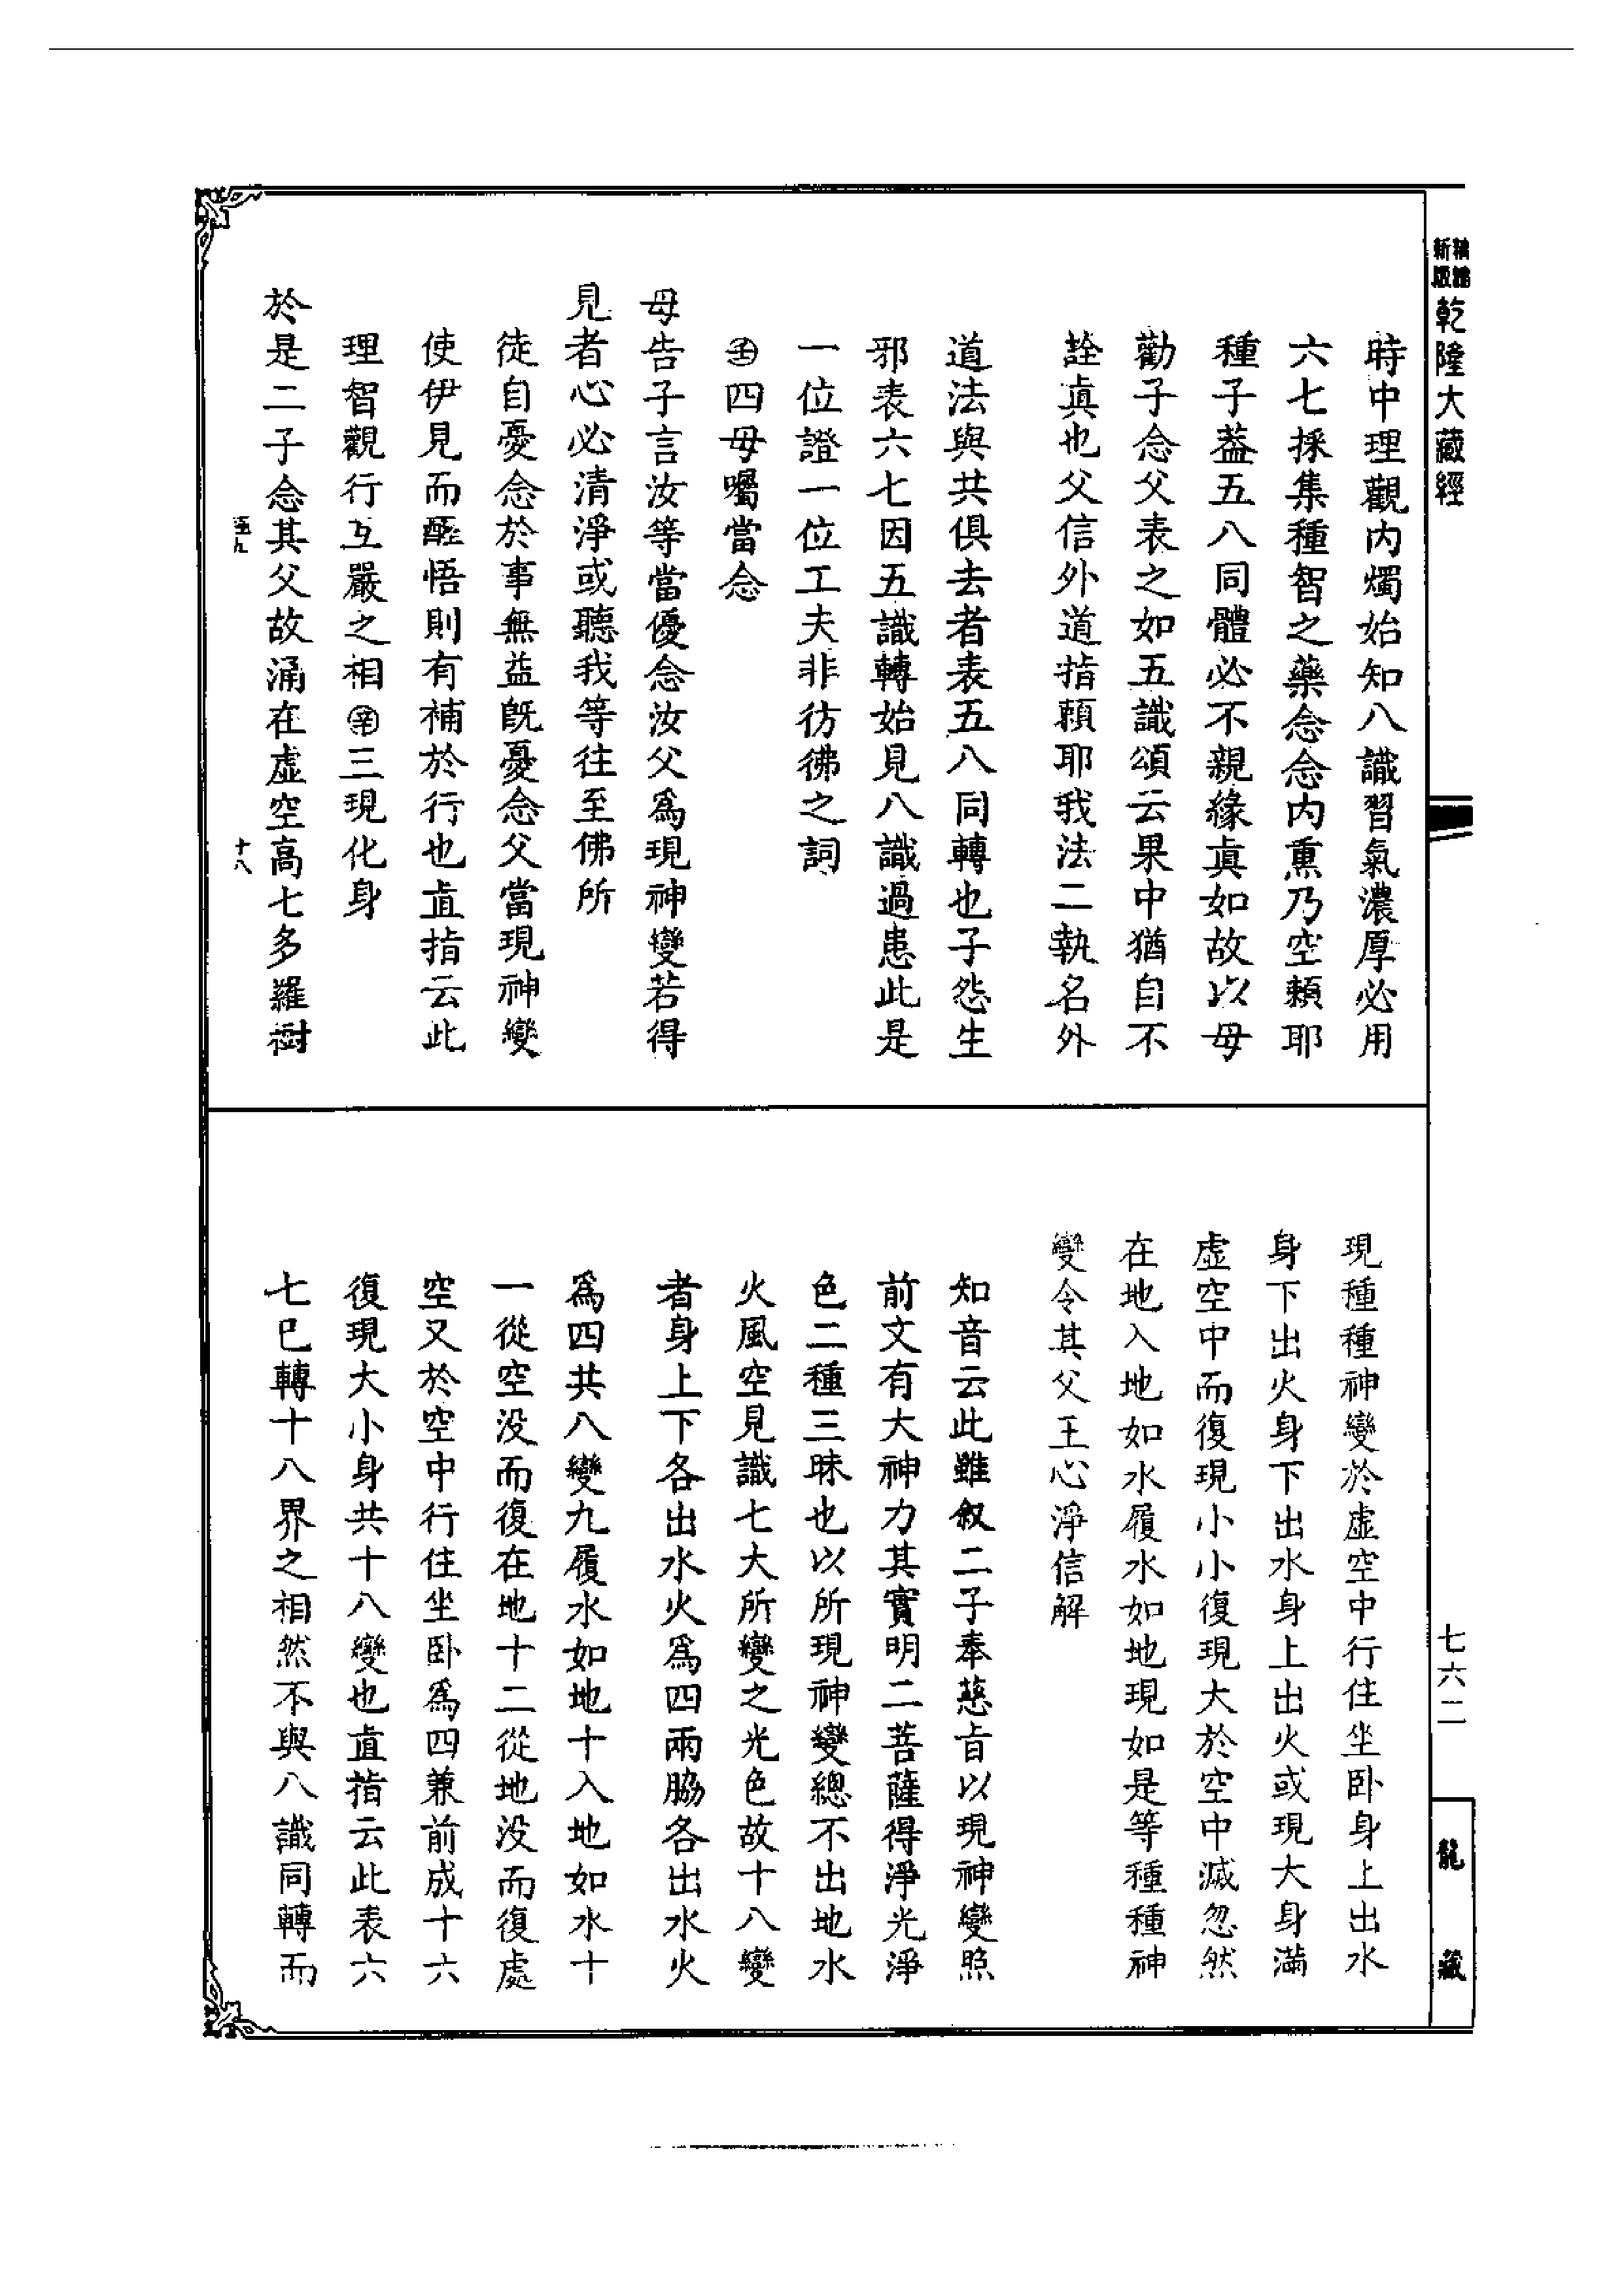 新編
縮版
乾隆大藏經
七六二
龍藏
時中理觀內燭始知八識習氣濃厚必用
六七採集種智之藥念念內熏乃空賴耶
種子葢五八同體必不親緣眞如故以母
勸子念父表之如五識頌云果中猶自不
詮眞也父信外道指賴耶我法二執名外
道法與共俱去者表五八同轉也子怨生
邪表六七因五識轉始見八識過患此是
一位證一位工夫非彷彿之詞
㊣四母囑當念
母告子言汝等當優念汝父爲現神變若得
見者心必清淨或聽我等往至佛所
徒自憂念於事無益旣憂念父當現神變
使伊見而醒悟則有補於行也直指云此
理智觀行互嚴之相辛三現化身
於是二子念其父故涌在虛空高七多羅樹
十八
現種種神變於虛空中行住坐臥身上出水
身下出火身下出水身上出火或現大身滿
虛空中而復現小小復現大於空中滅忽然
在地入地如水履水如地現如是等種種神
變令其父王心淨信解
知音云此雖叙二子奉慈旨以現神變照
前文有大神力其實明二菩薩得淨光淨
色二種三昧也以所現神變總不出地水
火風空見識七大所變之光色故十八變
者身上下各出水火爲四兩脇各出水火
爲四共八變九履水如地十入地如水十
一從空没而復在地十二從地没而復處
空又於空中行住坐臥爲四兼前成十六
復現大小身共十八變也直指云此表六
七已轉十八界之相然不與八識同轉而